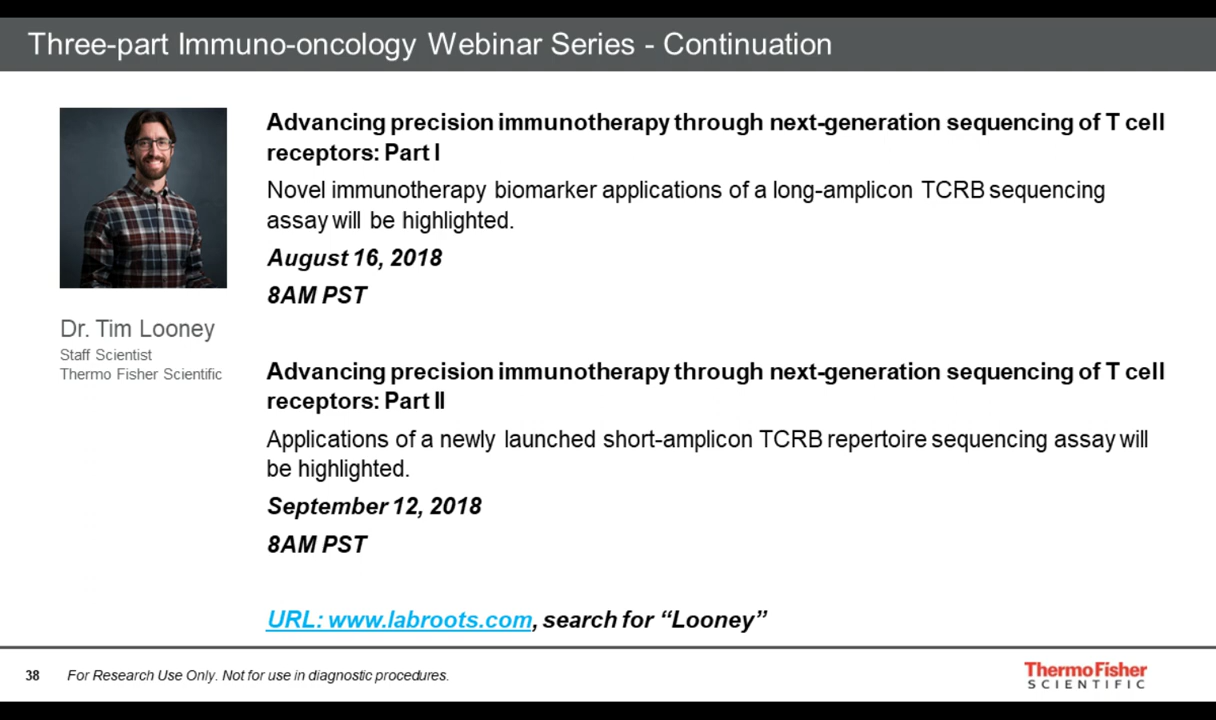 Three-part Immuno-oncology Webinar Series - Continuation
Advancing precision immunotherapy through next-generation sequencing of T cell
receptors: Part I
Novel immunotherapy biomarker applications of a long-amplicon TCRB sequencing
assay will be highlighted.
August 16, 2018
8AM PST
Dr. Tim Looney
Staff Scientist
Thermo Fisher Scientific
Advancing precision immunotherapy through next-generation sequencing of T cell
receptors: Part II
Applications of a newly launched short-amplicon TCRB repertoire sequencing assay will
be highlighted.
September 12, 2018
8AM PST
URL: www.labroots.com, search for “Looney”
38 For Research Use Only. Not for use in diagnostic procedures.
ThermoFisher
SCIENTIFIC